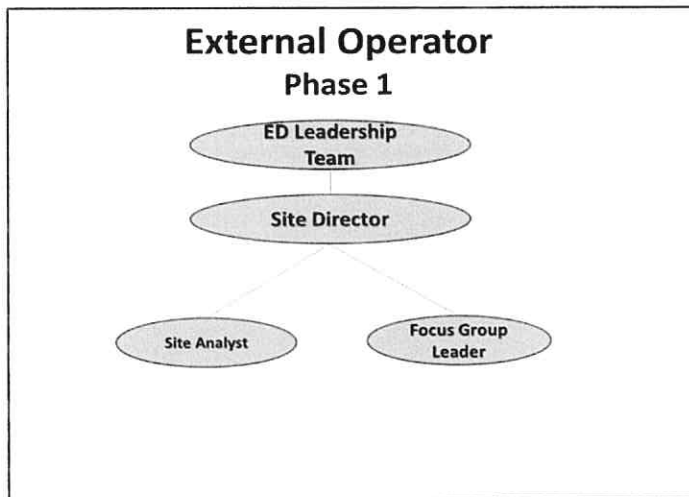 External Operator
Phase 1
ED Leadership
Team
Site Director
Site Analyst
Focus Group
Leader